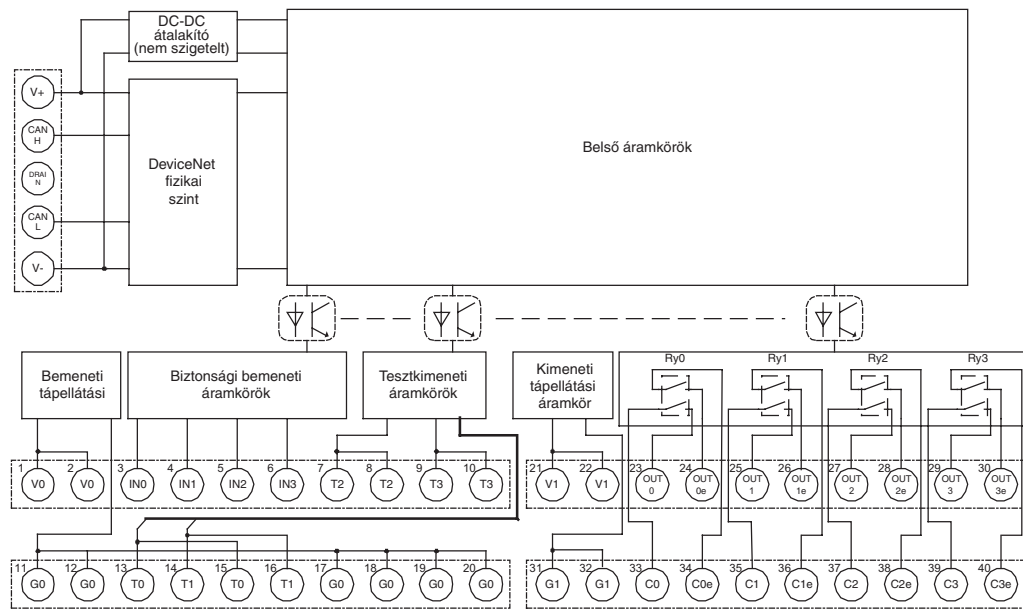 DC-DC
átalakító
(nem szigetelt)
V+
CAN
H
DRAI
N
CAN
L
V-
DeviceNet
fizikai
szint
Belső áramkörök
Bemeneti
tápellátási
Biztonsági bemeneti
áramkörök
Tesztkimeneti
áramkörök
Kimeneti
tápellátási
áramkör
Ry0 Ry1 Ry2 Ry3
1 2 3 4 5 6 7 8 9 10 21 22 23 24 25 26 27 28 29 30
V0 V0 IN0 IN1 IN2 IN3 T2 T2 T3 T3 V1 V1 OUT 0 OUT 0e OUT 1 OUT 1e OUT 2 OUT 2e OUT 3 OUT 3e
11 12 13 14 15 16 17 18 19 20 31 32 33 34 35 36 37 38 39 40
G0 G0 T0 T1 T0 T1 G0 G0 G0 G0 G1 G1 C0 C0e C1 C1e C2 C2e C3 C3e